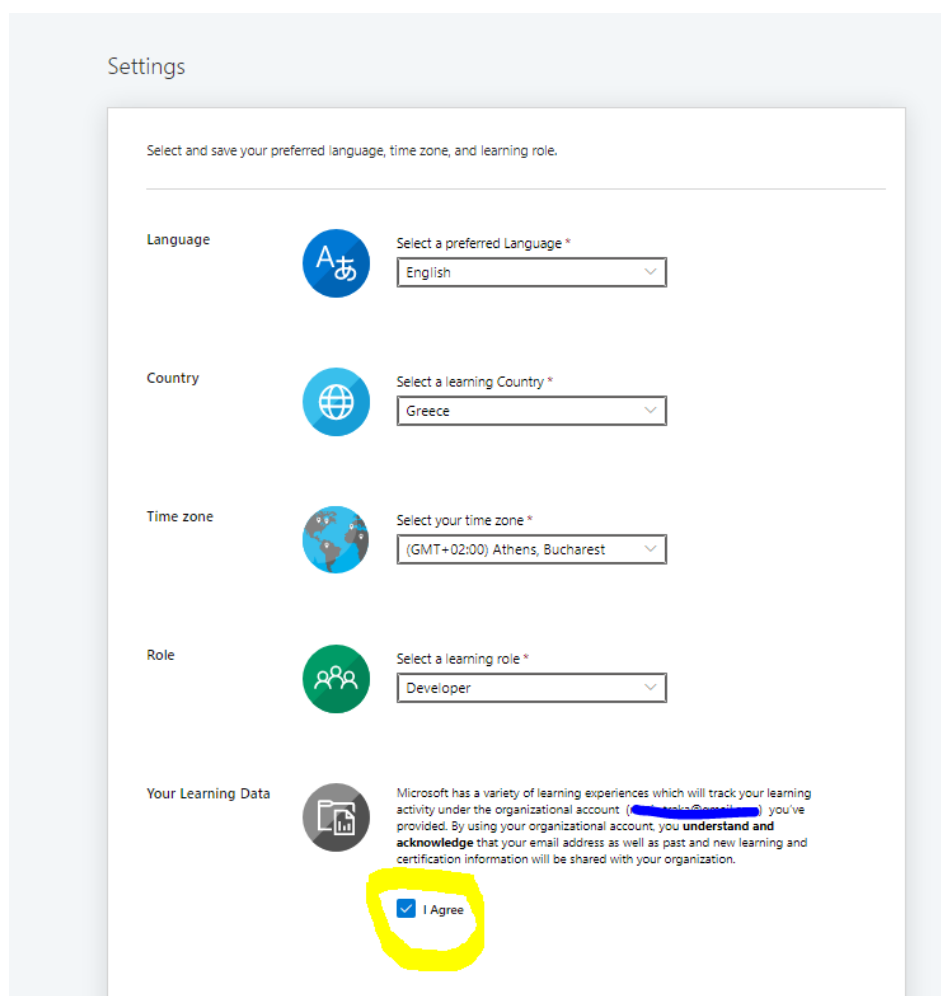 Settings
Select and save your preferred language, time zone, and learning role.
Language
Aあ
Select a preferred Language *
English
Country
Select a learning Country *
Greece
Time zone
Select your time zone *
(GMT+02:00) Athens, Bucharest
Role
Select a learning role *
Developer
Your Learning Data
Microsoft has a variety of learning experiences which will track your learning
activity under the organizational account ( ) you've
provided. By using your organizational account, you understand and
acknowledge that your email address as well as past and new learning and
certification information will be shared with your organization.
I Agree